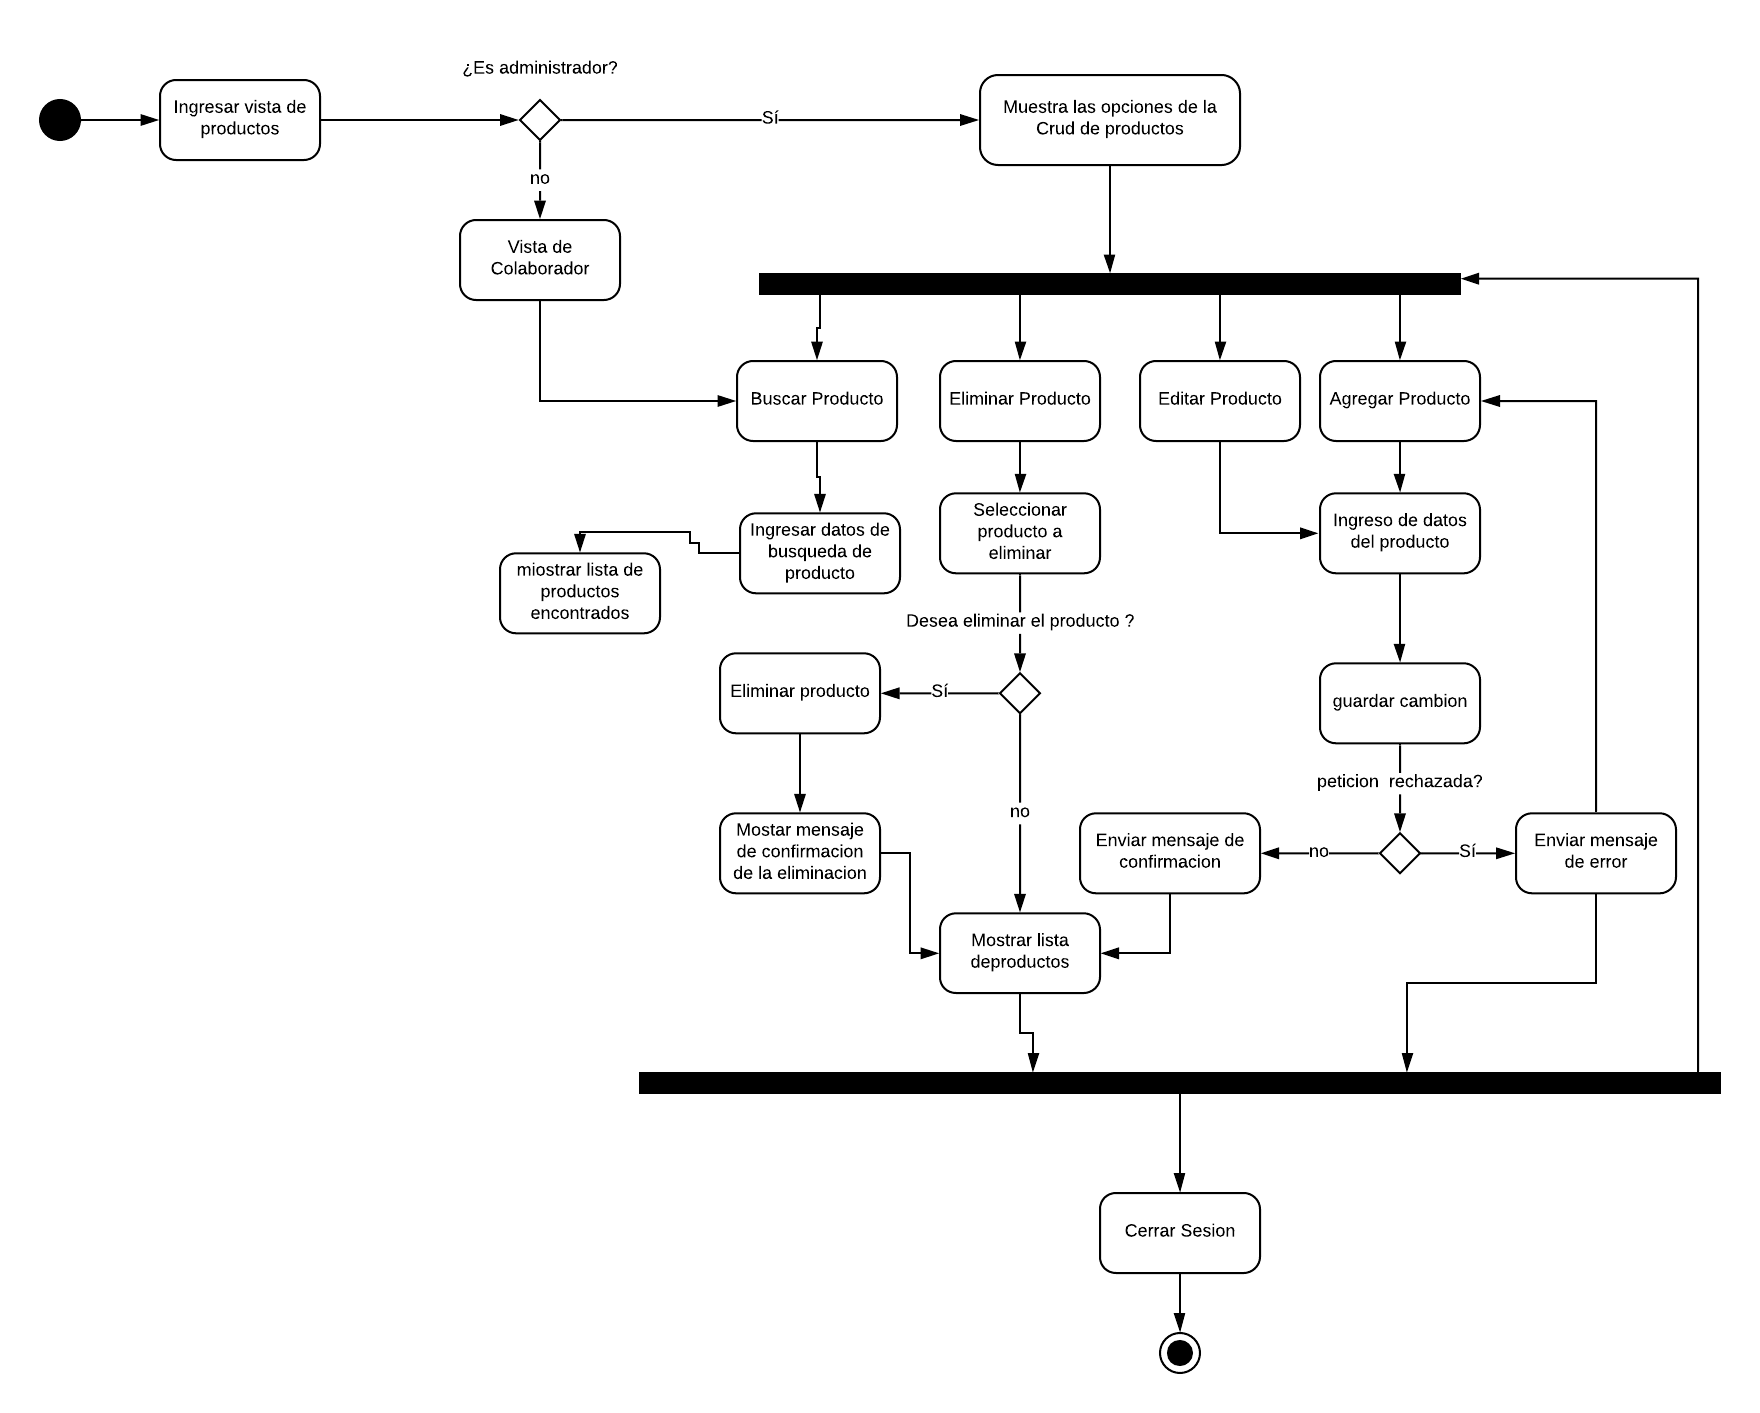 ¿Es administrador?
Ingresar vista de
productos
Sí
Muestra las opciones de la
Crud de productos
no
Vista de
Colaborador
Buscar Producto
Eliminar Producto
Editar Producto
Agregar Producto
Ingresar datos de
busqueda de
producto
Seleccionar
producto a
eliminar
Ingreso de datos
del producto
miostrar lista de
productos
encontrados
Desea eliminar el producto ?
Eliminar producto
Sí
guardar cambion
peticion  rechazada?
no
Mostar mensaje
de confirmacion
de la eliminacion
Enviar mensaje de
confirmacion
no
Sí
Enviar mensaje
de error
Mostrar lista
deproductos
Cerrar Sesion